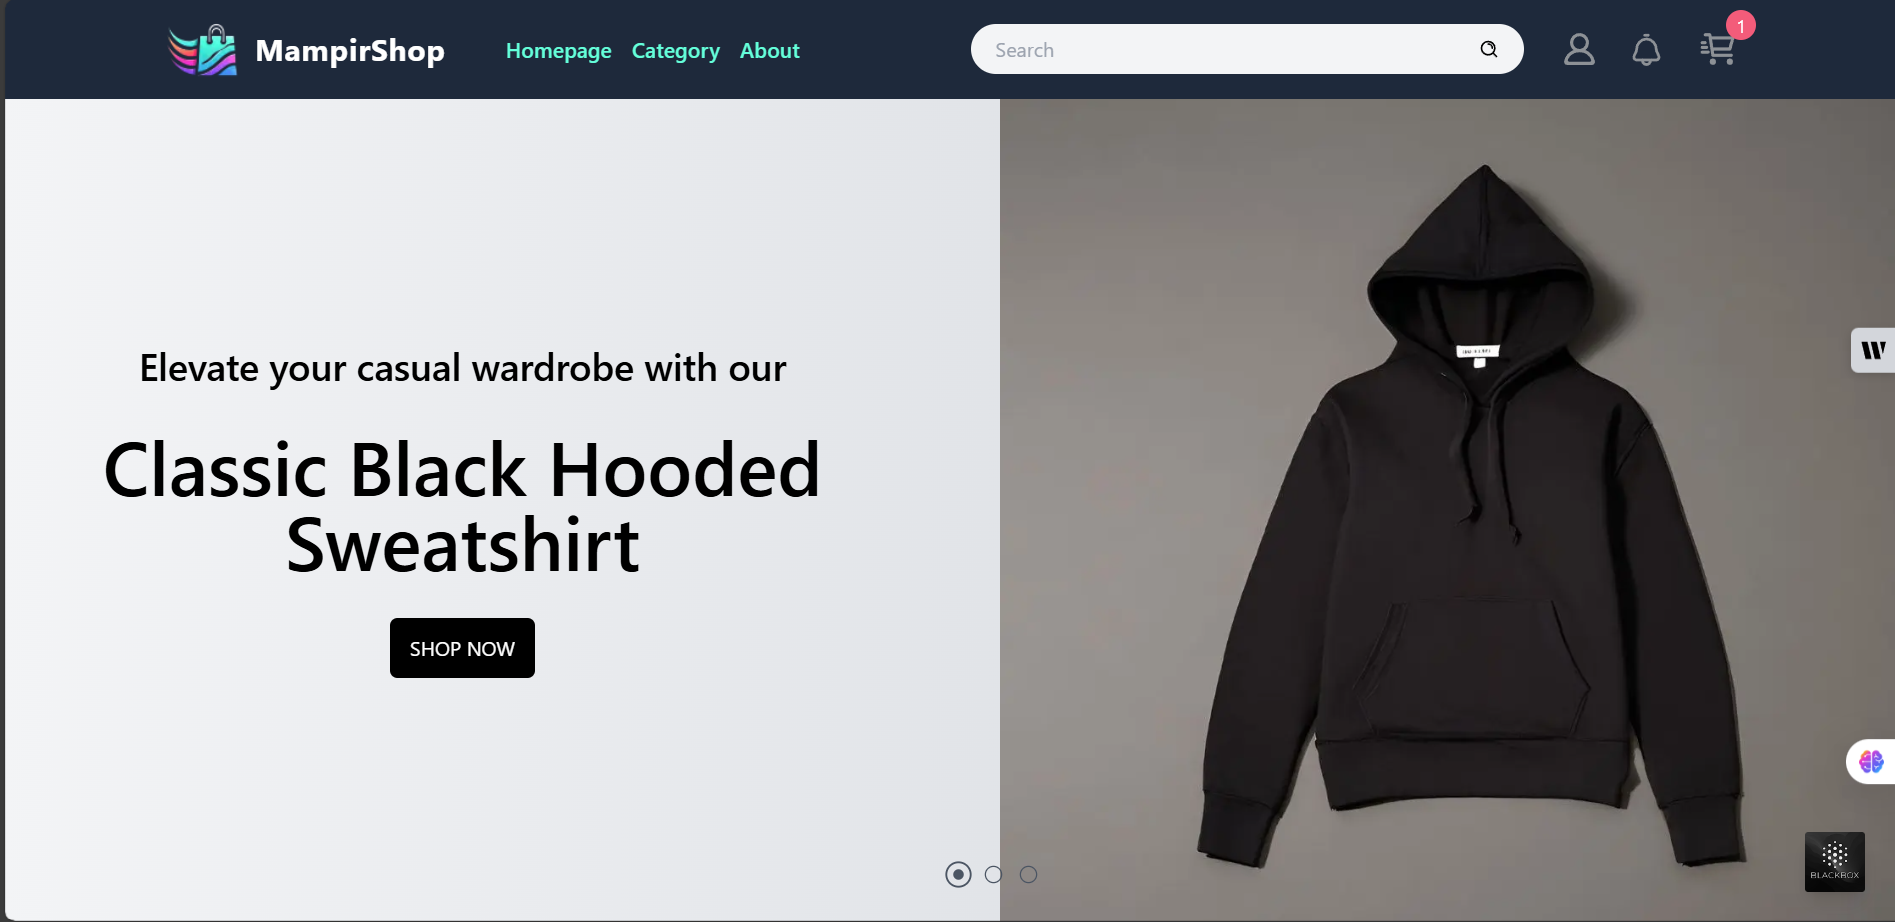 MampirShop
Homepage Category About
Search
1
Elevate your casual wardrobe with our
Classic Black Hooded
Sweatshirt
SHOP NOW
W
BLACKBOX